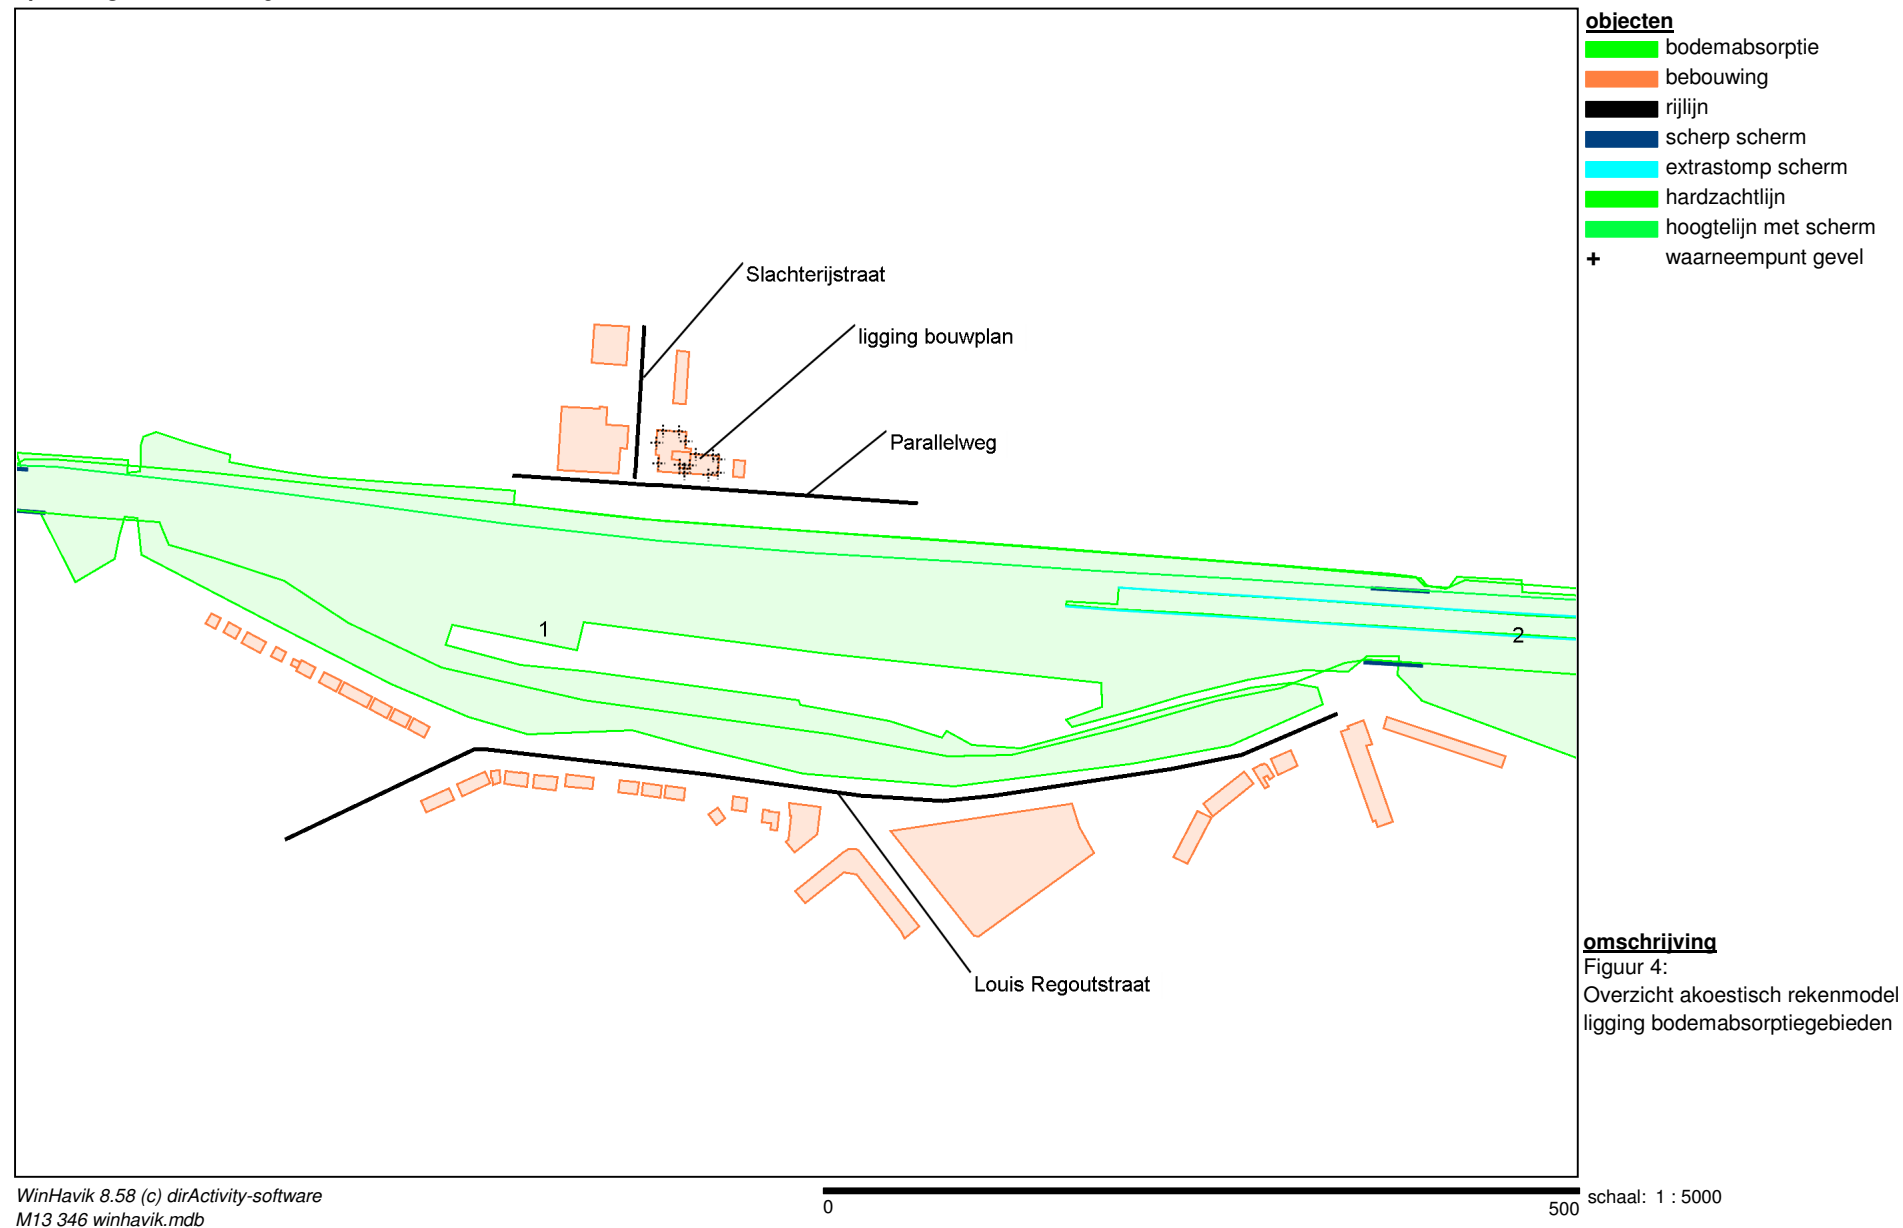 objecten
bodemabsorptie
bebouwing
rijlijn
scherp scherm
extrastomp scherm
hardzachtlijn
hoogtelijn met scherm
+ waarneempunt gevel
Slachterijstraat
ligging bouwplan
Parallelweg
1
2
Louis Regoutstraat
omschrijving
Figuur 4:
Overzicht akoestisch rekenmodel
ligging bodemabsorptiegebieden
WinHavik 8.58 (c) dirActivity-software
M13 346 winhavik.mdb
0
500
schaal: 1 : 5000